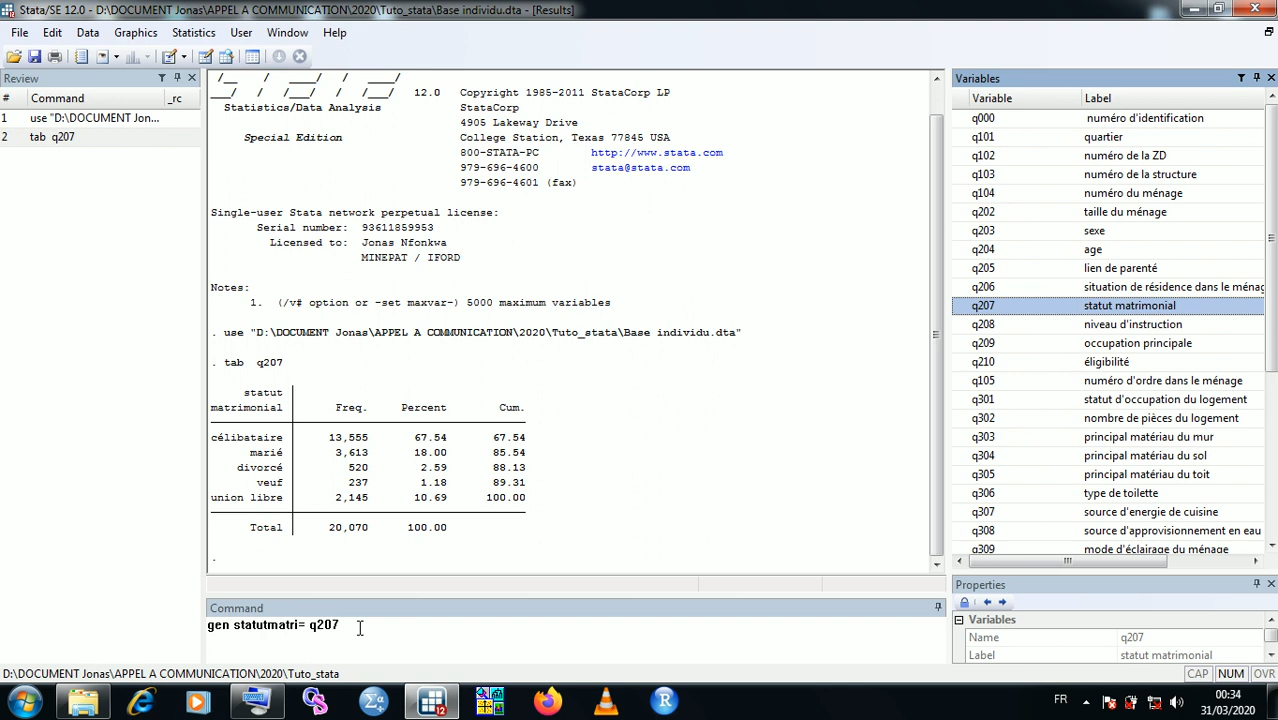 Stata/SE 12.0 - D:\DOCUMENT Jonas\APPEL A COMMUNICATION\2020\Tuto_stata\Base individu.dta - [Results]
File Edit Data Graphics Statistics User Window Help
Review
# Command _rc
1 use "D:\DOCUMENT Jon...
2 tab q207
/__ / ____/ / ____/
___/ / /___/ / /___/ 12.0 Copyright 1985-2011 StataCorp LP
Statistics/Data Analysis StataCorp
4905 Lakeway Drive
Special Edition College Station, Texas 77845 USA
800-STATA-PC http://www.stata.com
979-696-4600 stata@stata.com
979-696-4601 (fax)
Single-user Stata network perpetual license:
Serial number: 93611859953
Licensed to: Jonas Nfonkwa
MINEPAT / IFORD
Notes:
1. (/v# option or -set maxvar-) 5000 maximum variables
. use "D:\DOCUMENT Jonas\APPEL A COMMUNICATION\2020\Tuto_stata\Base individu.dta"
. tab q207
statut
matrimonial Freq. Percent Cum.
célibataire 13,555 67.54 67.54
marié 3,613 18.00 85.54
divorcé 520 2.59 88.13
veuf 237 1.18 89.31
union libre 2,145 10.69 100.00
Total 20,070 100.00
.
Command
gen statutmatri= q207
Variables
Variable Label
q000 numéro d'identification
q101 quartier
q102 numéro de la ZD
q103 numéro de la structure
q104 numéro du ménage
q202 taille du ménage
q203 sexe
q204 age
q205 lien de parenté
q206 situation de résidence dans le ménag
q207 statut matrimonial
q208 niveau d'instruction
q209 occupation principale
q210 éligibilité
q105 numéro d'ordre dans le ménage
q301 statut d'occupation du logement
q302 nombre de pièces du logement
q303 principal matériau du mur
q304 principal matériau du sol
q305 principal matériau du toit
q306 type de toilette
q307 source d'energie de cuisine
q308 source d'approvisionnement en eau
q309 mode d'éclairage du ménage
Properties
Variables
Name q207
Label statut matrimonial
D:\DOCUMENT Jonas\APPEL A COMMUNICATION\2020\Tuto_stata
CAP NUM OVR
12
R
FR
00:34
31/03/2020